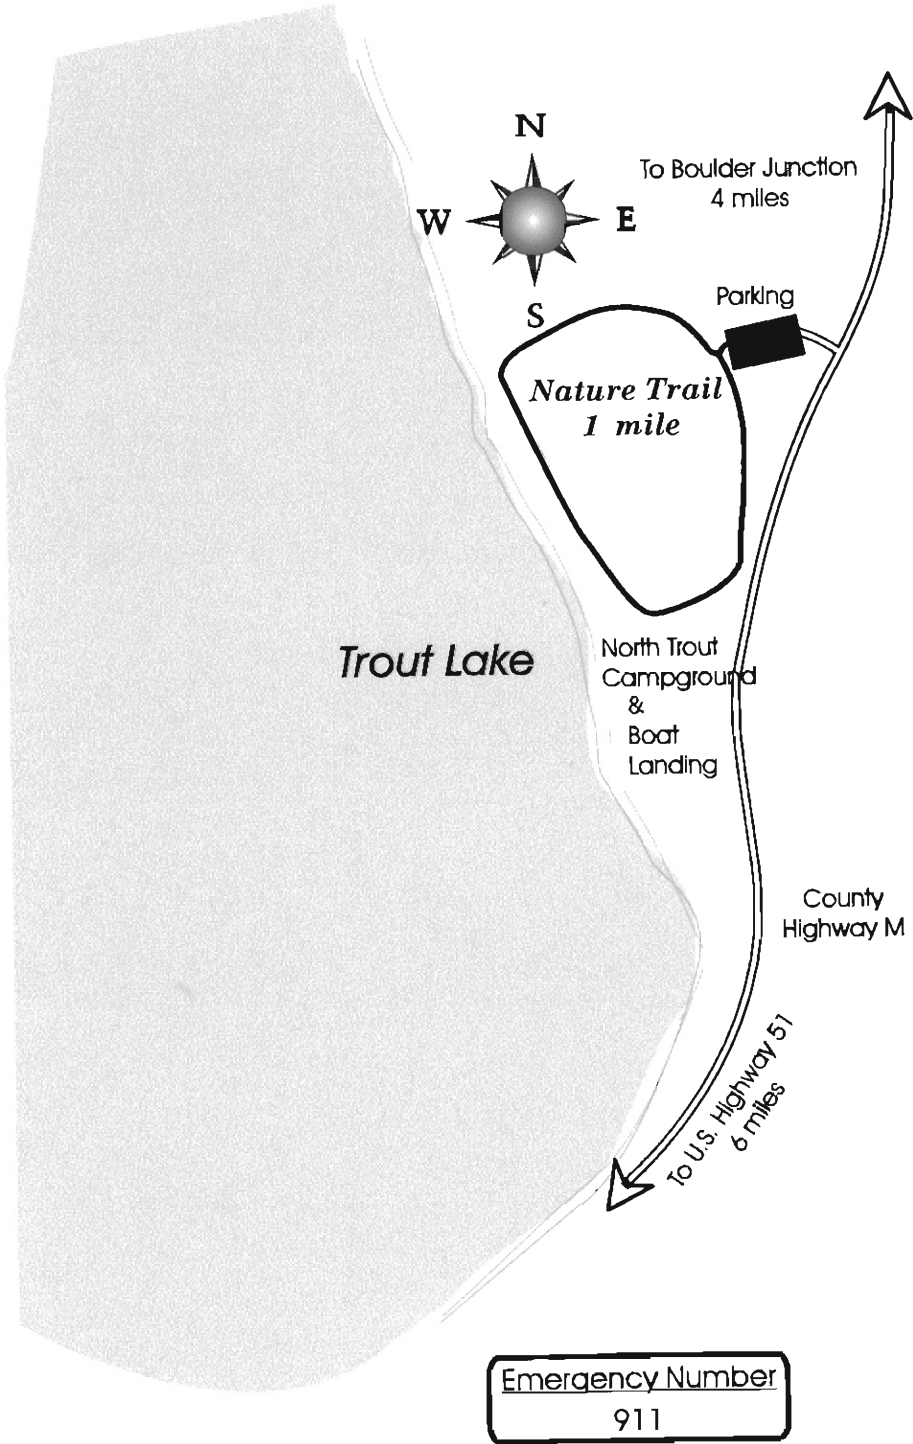 N
To Boulder Junction
4 miles
W
E
Parking
S
Nature Trail
1 mile
Trout Lake
North Trout
Campground
&
Boat
Landing
County
Highway M
To U.S. Highway 51
6 miles
Emergency Number
911